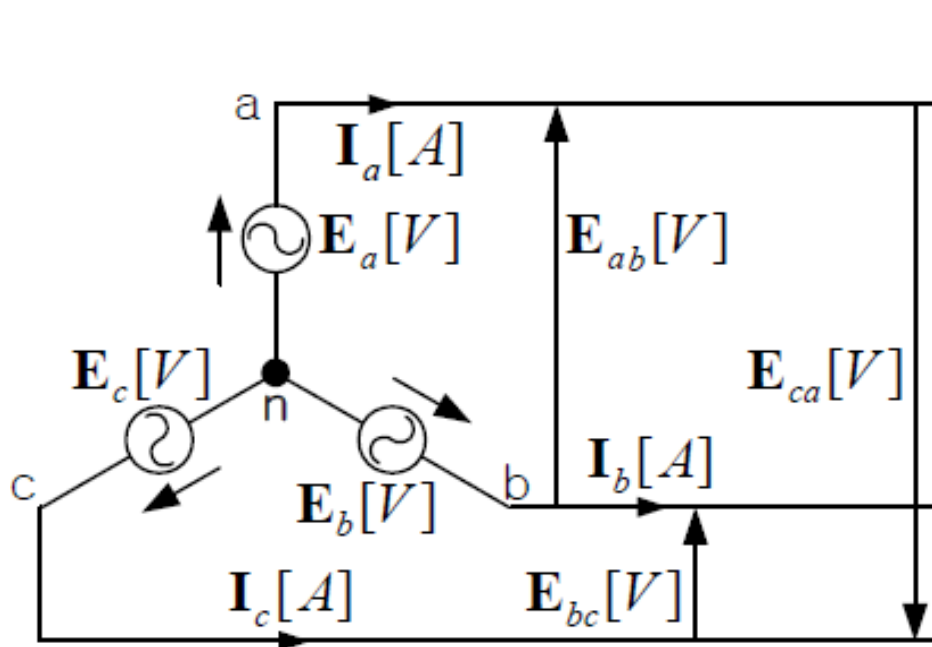 a
I_a[A]
E_a[V]
E_ab[V]
E_c[V]
n
E_ca[V]
c
b
I_b[A]
E_b[V]
I_c[A]
E_bc[V]